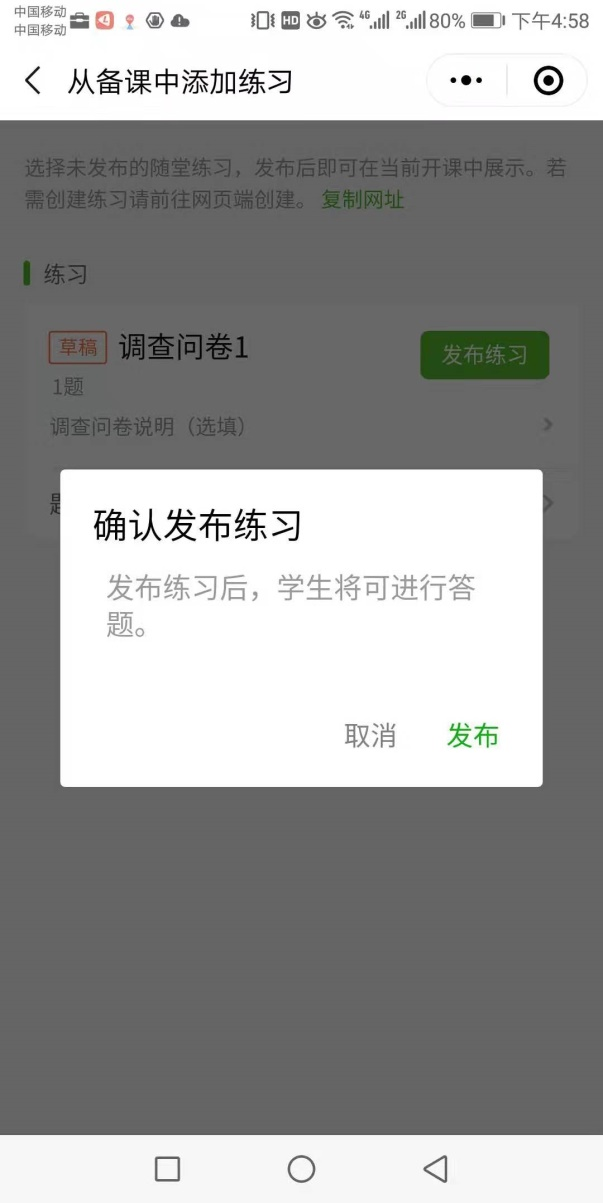 中国移动
中国移动
HD
4G
2G
80%
下午4:58
从备课中添加练习
选择未发布的随堂练习，发布后即可在当前开课中展示。若
需创建练习请前往网页端创建。 复制网址
练习
草稿 调查问卷1
发布练习
1题
调查问卷说明（选填）
确认发布练习
发布练习后，学生将可进行答
题。
取消 发布